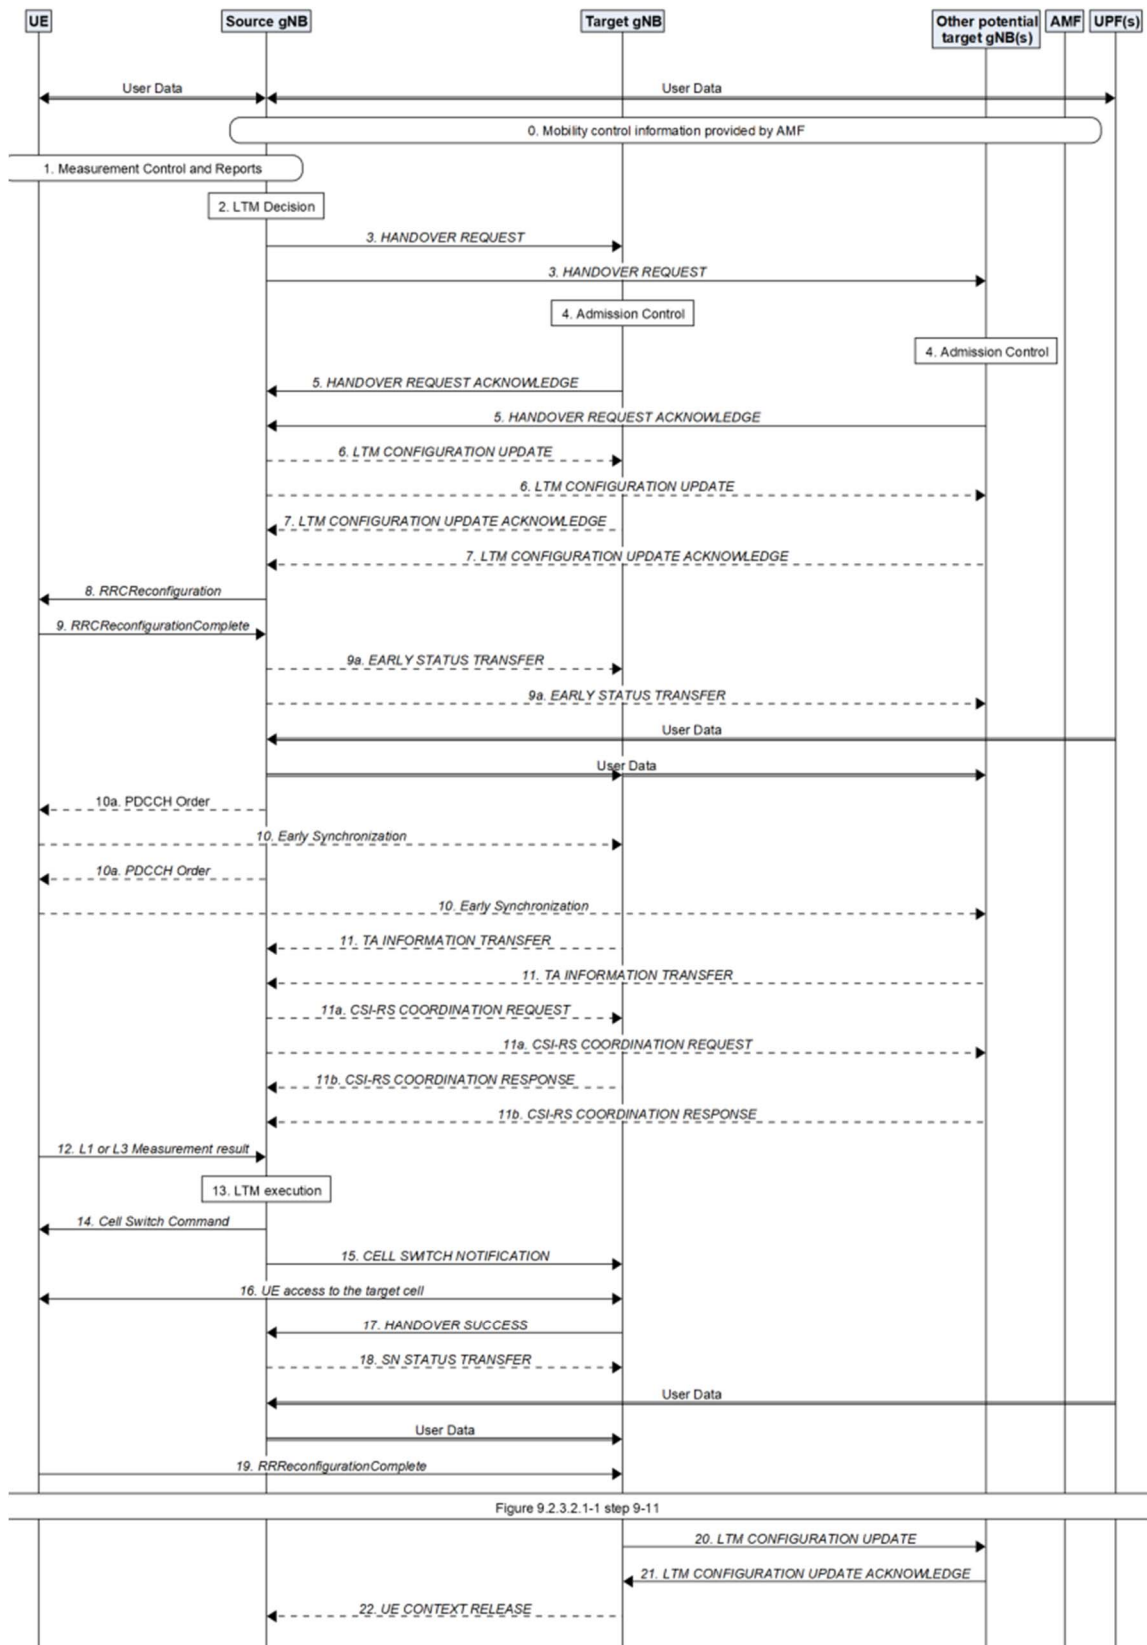 UE
Source gNB
Target gNB
Other potential
target gNB(s)
AMF
UPF(s)
User Data
User Data
0. Mobility control information provided by AMF
1. Measurement Control and Reports
2. LTM Decision
3. HANDOVER REQUEST
3. HANDOVER REQUEST
4. Admission Control
4. Admission Control
5. HANDOVER REQUEST ACKNOWLEDGE
5. HANDOVER REQUEST ACKNOWLEDGE
6. LTM CONFIGURATION UPDATE
6. LTM CONFIGURATION UPDATE
7. LTM CONFIGURATION UPDATE ACKNOWLEDGE
7. LTM CONFIGURATION UPDATE ACKNOWLEDGE
8. RRCReconfiguration
9. RRCReconfigurationComplete
9a. EARLY STATUS TRANSFER
9a. EARLY STATUS TRANSFER
User Data
User Data
10a. PDCCH Order
10. Early Synchronization
10a. PDCCH Order
10. Early Synchronization
11. TA INFORMATION TRANSFER
11. TA INFORMATION TRANSFER
11a. CSI-RS COORDINATION REQUEST
11a. CSI-RS COORDINATION REQUEST
11b. CSI-RS COORDINATION RESPONSE
11b. CSI-RS COORDINATION RESPONSE
12. L1 or L3 Measurement result
13. LTM execution
14. Cell Switch Command
15. CELL SWITCH NOTIFICATION
16. UE access to the target cell
17. HANDOVER SUCCESS
18. SN STATUS TRANSFER
User Data
User Data
19. RRReconfigurationComplete
Figure 9.2.3.2.1-1 step 9-11
20. LTM CONFIGURATION UPDATE
21. LTM CONFIGURATION UPDATE ACKNOWLEDGE
22. UE CONTEXT RELEASE